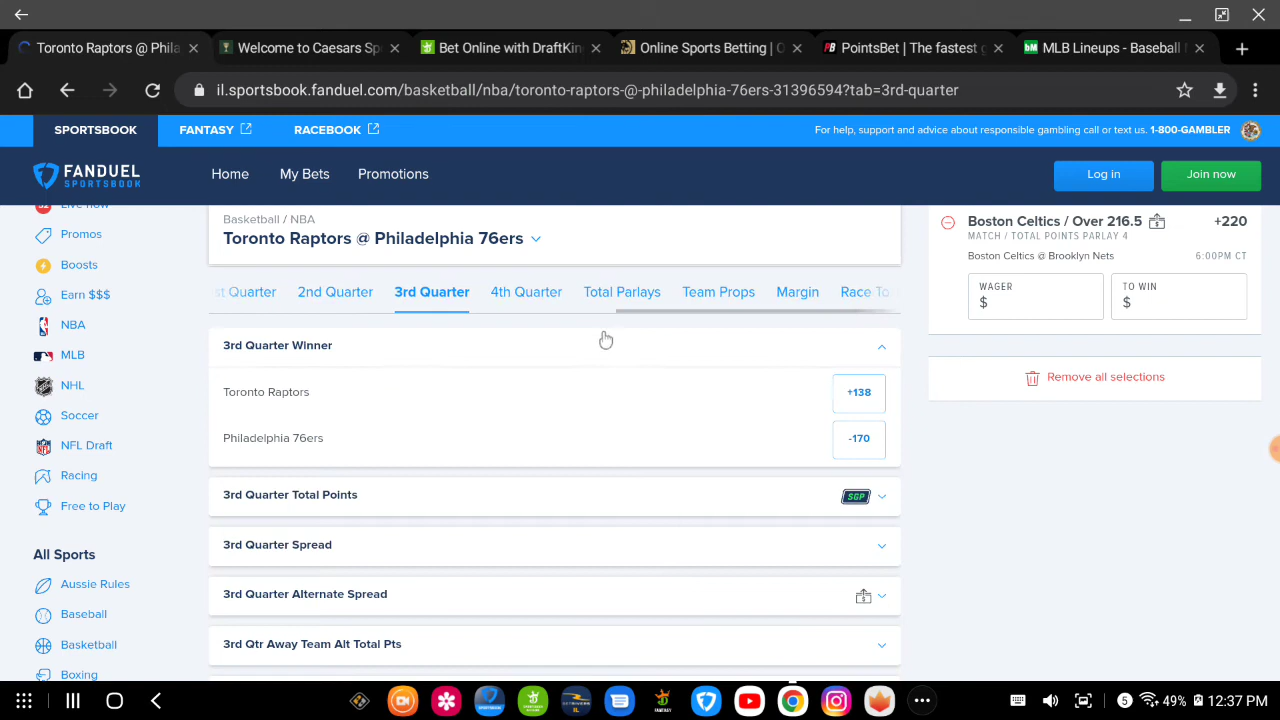 Toronto Raptors @ Phila
Welcome to Caesars Sp
Bet Online with DraftKin
Online Sports Betting | O
PointsBet | The fastest g
MLB Lineups - Baseball
il.sportsbook.fanduel.com/basketball/nba/toronto-raptors-@-philadelphia-76ers-31396594?tab=3rd-quarter
SPORTSBOOK
FANTASY
RACEBOOK
For help, support and advice about responsible gambling call or text us. 1-800-GAMBLER
FANDUEL
SPORTSBOOK
Home
My Bets
Promotions
Log in
Join now
Live now
Promos
Boosts
Earn $$$
NBA
MLB
NHL
Soccer
NFL Draft
Racing
Free to Play
All Sports
Aussie Rules
Baseball
Basketball
Boxing
Basketball / NBA
Toronto Raptors @ Philadelphia 76ers
st Quarter
2nd Quarter
3rd Quarter
4th Quarter
Total Parlays
Team Props
Margin
Race To
3rd Quarter Winner
Toronto Raptors
+138
Philadelphia 76ers
-170
3rd Quarter Total Points
SGP
3rd Quarter Spread
3rd Quarter Alternate Spread
3rd Qtr Away Team Alt Total Pts
Boston Celtics / Over 216.5
+220
MATCH / TOTAL POINTS PARLAY 4
Boston Celtics @ Brooklyn Nets
6:00PM CT
WAGER
$
TO WIN
$
Remove all selections
5
49%
12:37 PM